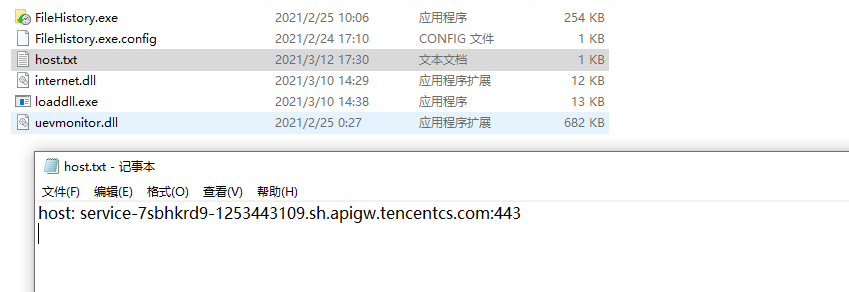 FileHistory.exe 2021/2/25 10:06 应用程序 254 KB
FileHistory.exe.config 2021/2/24 17:10 CONFIG 文件 1 KB
host.txt 2021/3/12 17:30 文本文档 1 KB
internet.dll 2021/3/10 14:29 应用程序扩展 12 KB
loaddll.exe 2021/3/10 14:38 应用程序 13 KB
uevmonitor.dll 2021/2/25 0:27 应用程序扩展 682 KB
host.txt - 记事本
文件(F) 编辑(E) 格式(O) 查看(V) 帮助(H)
host: service-7sbhkrd9-1253443109.sh.apigw.tencentcs.com:443